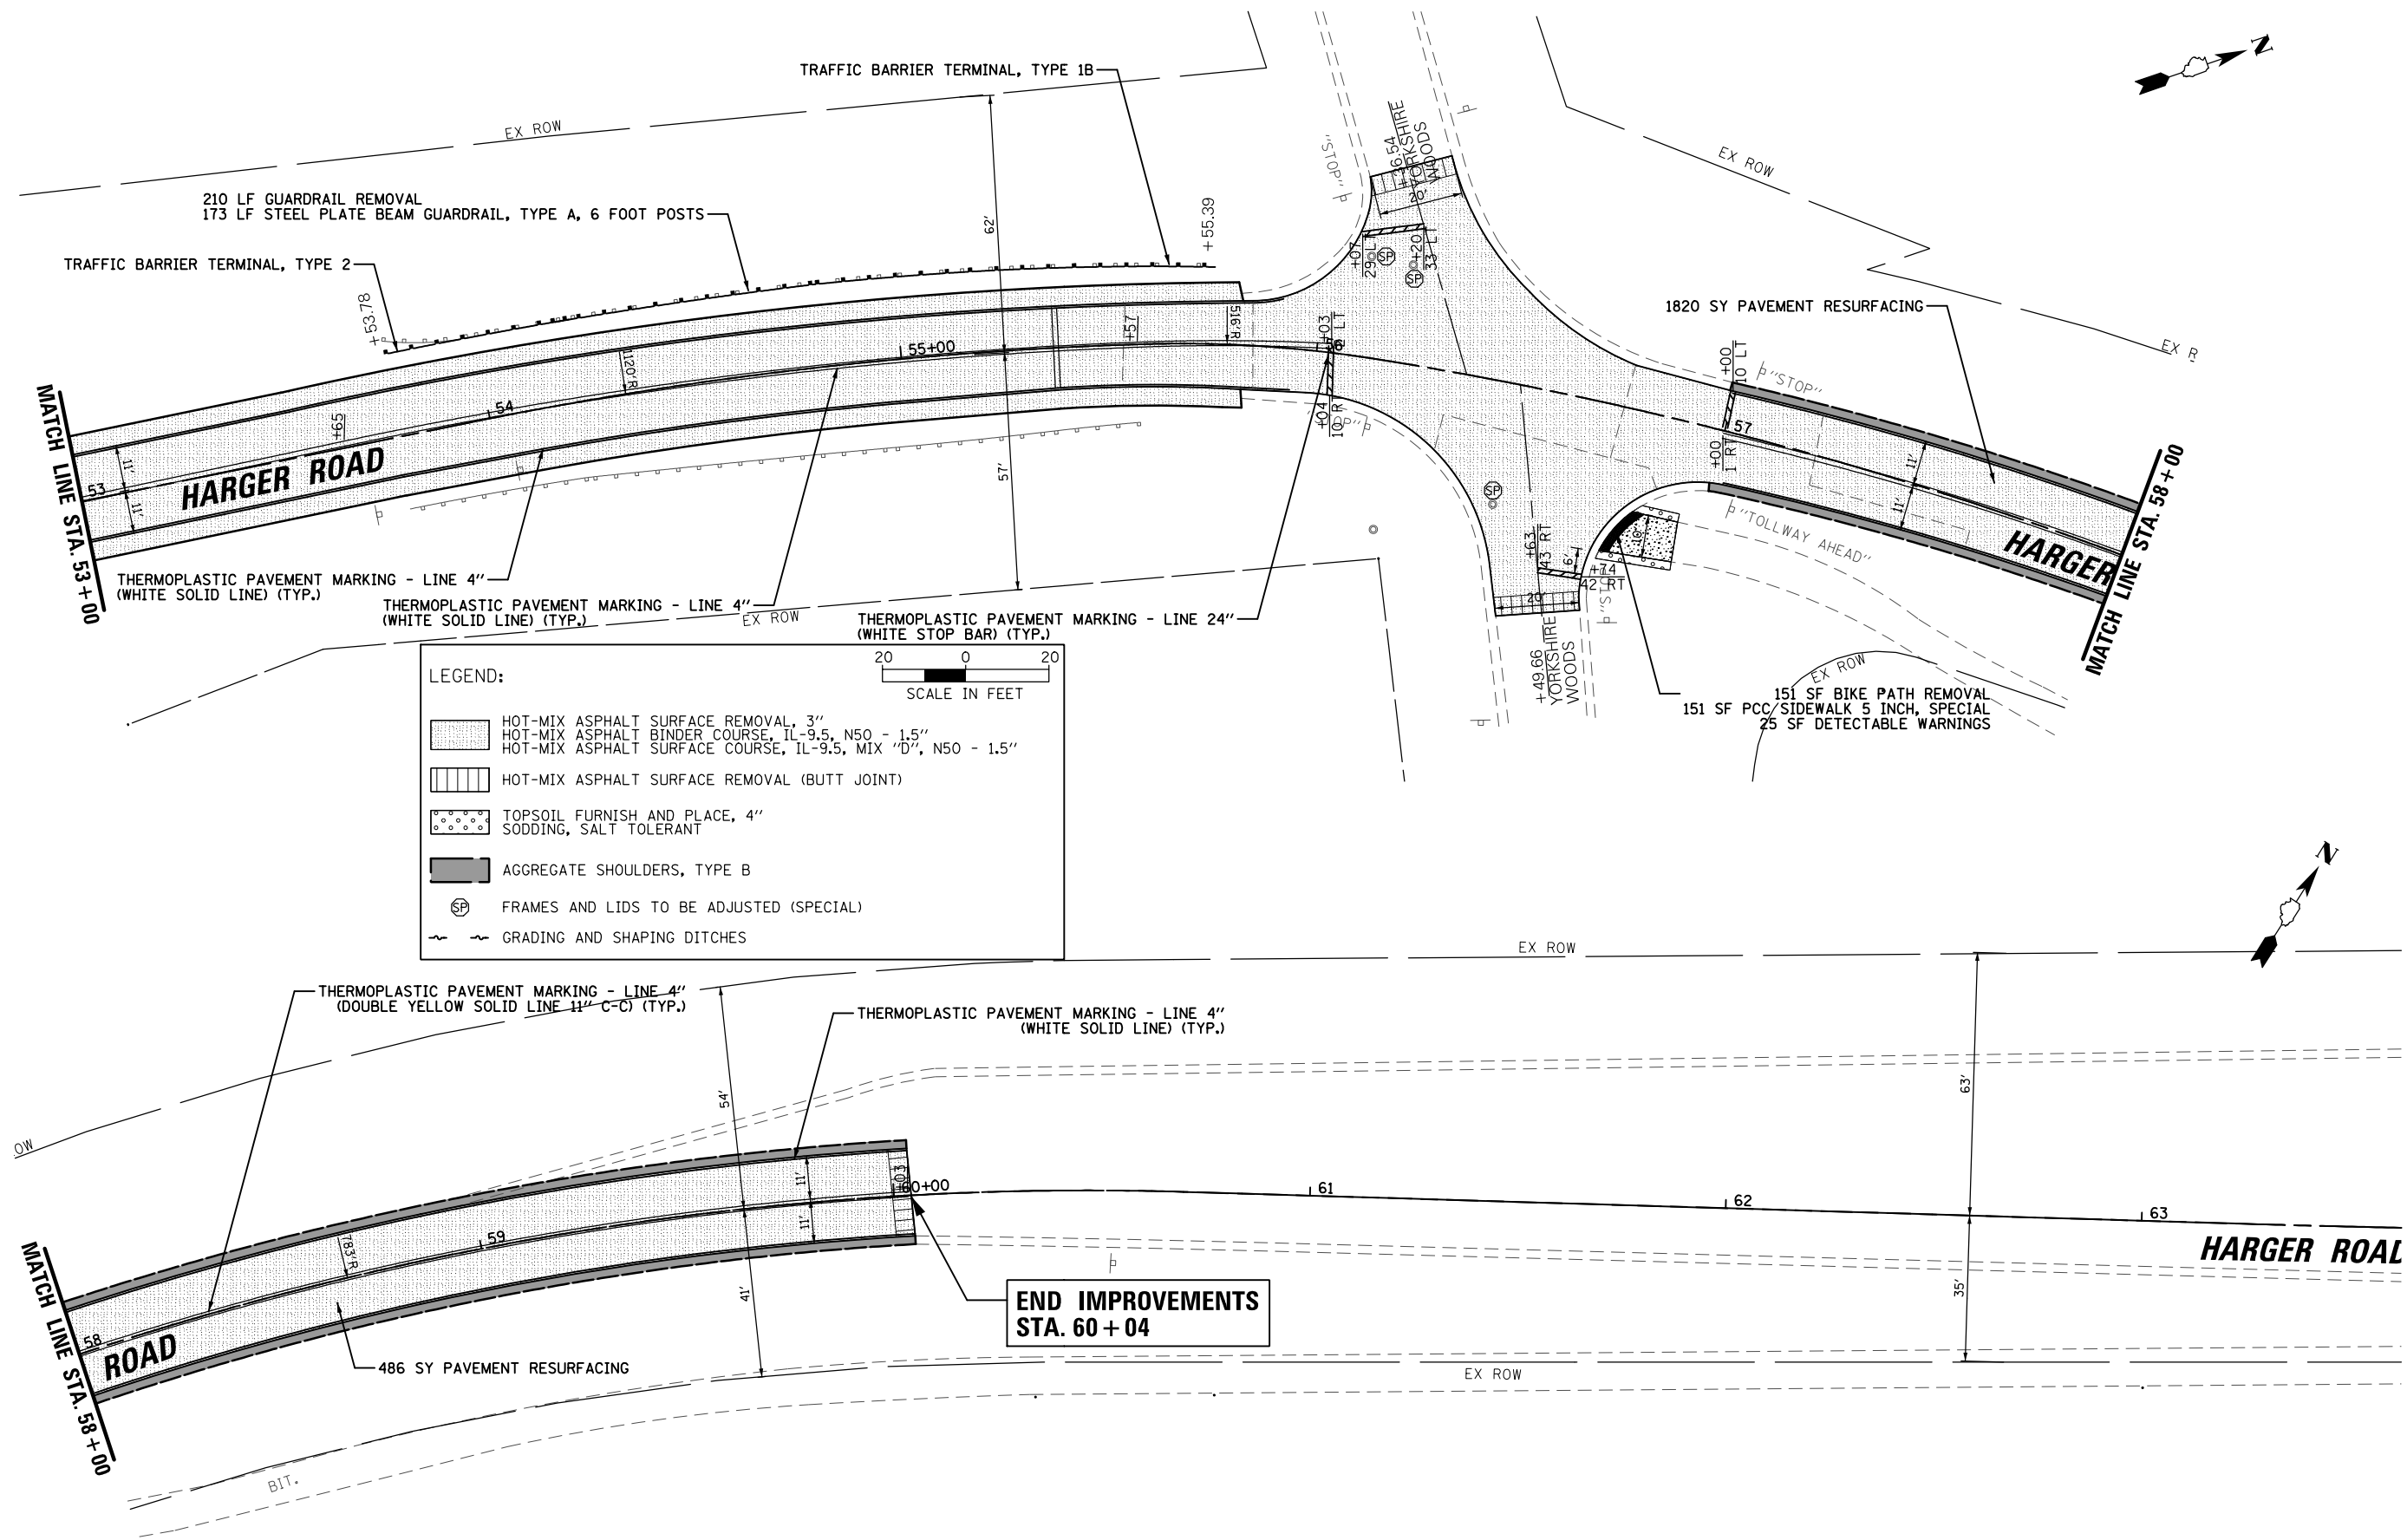 N
TRAFFIC BARRIER TERMINAL, TYPE 1B
EX ROW
EX ROW
210 LF GUARDRAIL REMOVAL
173 LF STEEL PLATE BEAM GUARDRAIL, TYPE A, 6 FOOT POSTS
TRAFFIC BARRIER TERMINAL, TYPE 2
+53.78
+55.39
62'
"STOP"
+36.54
YORKSHIRE
WOODS
20'
+07
29 LT
+20
33 LT
SP
SP
1820 SY PAVEMENT RESURFACING
EX R
MATCH LINE STA. 53+00
53
11'
11'
+65
HARGER ROAD
54
1120'R
55+00
+57
516'R
+03
+04
10 RT
57'
+00
10 LT
"STOP"
57
+00
1 RT
11'
11'
HARGER
MATCH LINE STA. 58+00
SP
+63
43 RT
6'
+74
42 RT
"STOP"
20'
+49.66
YORKSHIRE
WOODS
"TOLLWAY AHEAD"
EX ROW
THERMOPLASTIC PAVEMENT MARKING - LINE 4"
(WHITE SOLID LINE) (TYP.)
THERMOPLASTIC PAVEMENT MARKING - LINE 4"
(WHITE SOLID LINE) (TYP.)
EX ROW
THERMOPLASTIC PAVEMENT MARKING - LINE 24"
(WHITE STOP BAR) (TYP.)
151 SF BIKE PATH REMOVAL
151 SF PCC SIDEWALK 5 INCH, SPECIAL
25 SF DETECTABLE WARNINGS
LEGEND:
20 0 20
SCALE IN FEET
HOT-MIX ASPHALT SURFACE REMOVAL, 3"
HOT-MIX ASPHALT BINDER COURSE, IL-9.5, N50 - 1.5"
HOT-MIX ASPHALT SURFACE COURSE, IL-9.5, MIX "D", N50 - 1.5"
HOT-MIX ASPHALT SURFACE REMOVAL (BUTT JOINT)
TOPSOIL FURNISH AND PLACE, 4"
SODDING, SALT TOLERANT
AGGREGATE SHOULDERS, TYPE B
SP FRAMES AND LIDS TO BE ADJUSTED (SPECIAL)
GRADING AND SHAPING DITCHES
N
EX ROW
THERMOPLASTIC PAVEMENT MARKING - LINE 4"
(DOUBLE YELLOW SOLID LINE 11" C-C) (TYP.)
THERMOPLASTIC PAVEMENT MARKING - LINE 4"
(WHITE SOLID LINE) (TYP.)
OW
54'
63'
11'
11'
+03
60+00
61
62
63
HARGER ROAD
59
783'R
41'
35'
58
ROAD
MATCH LINE STA. 58+00
486 SY PAVEMENT RESURFACING
END IMPROVEMENTS
STA. 60+04
EX ROW
BIT.